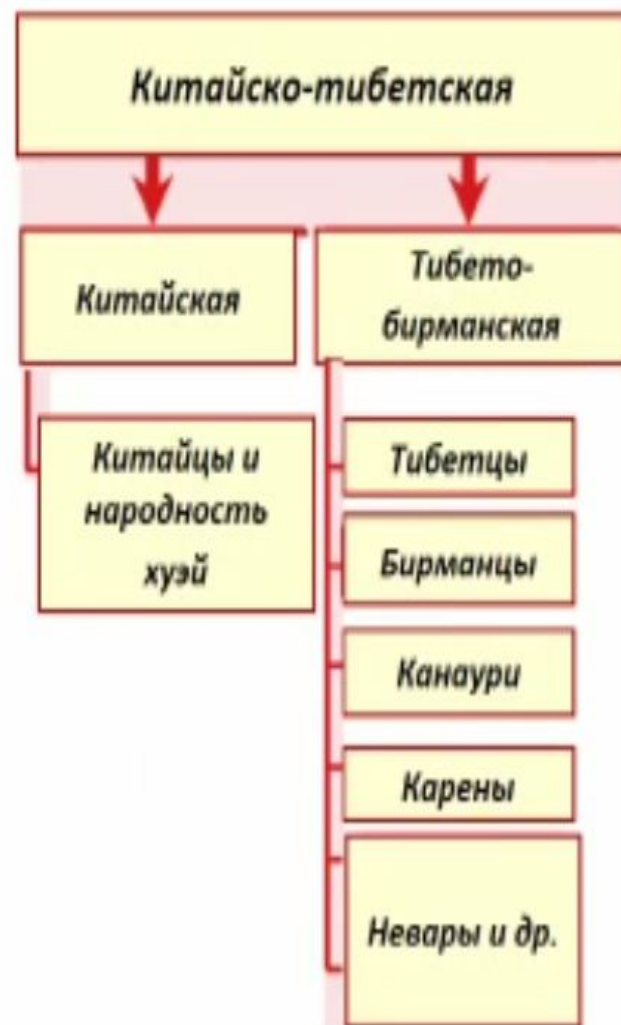 Китайско-тибетская
Китайская
Тибето-
бирманская
Китайцы и
народность
хуэй
Тибетцы
Бирманцы
Канаури
Карены
Невары и др.